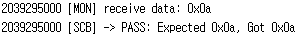 2039295000 [MON] receive data: 0x0a
2039295000 [SCB] -> PASS: Expected 0x0a, Got 0x0a